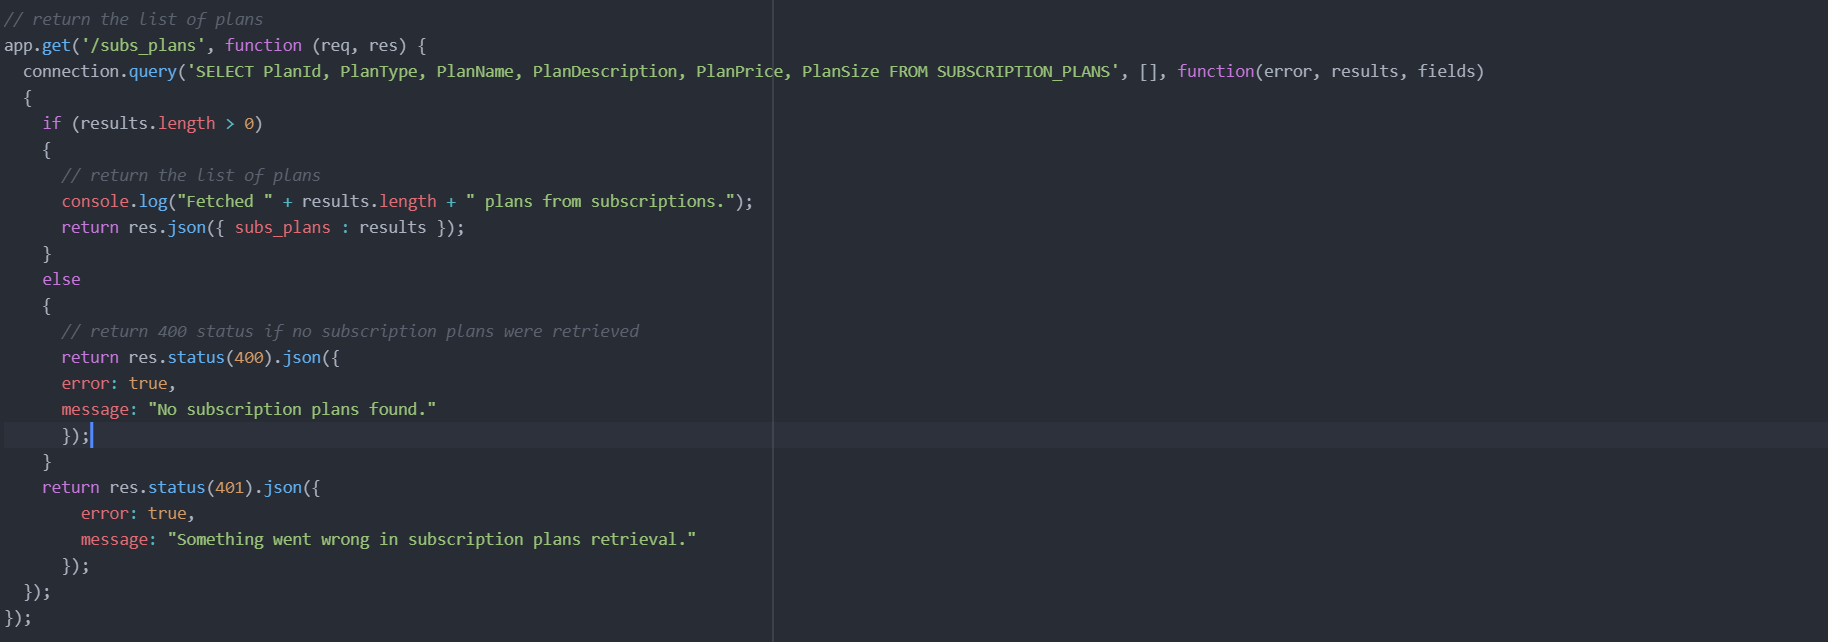 // return the list of plans
app.get('/subs_plans', function (req, res) {
  connection.query('SELECT PlanId, PlanType, PlanName, PlanDescription, PlanPrice, PlanSize FROM SUBSCRIPTION_PLANS', [], function(error, results, fields)
  {
    if (results.length > 0)
    {
      // return the list of plans
      console.log("Fetched " + results.length + " plans from subscriptions.");
      return res.json({ subs_plans : results });
    }
    else
    {
      // return 400 status if no subscription plans were retrieved
      return res.status(400).json({
      error: true,
      message: "No subscription plans found."
      });
    }
    return res.status(401).json({
        error: true,
        message: "Something went wrong in subscription plans retrieval."
      });
  });
});